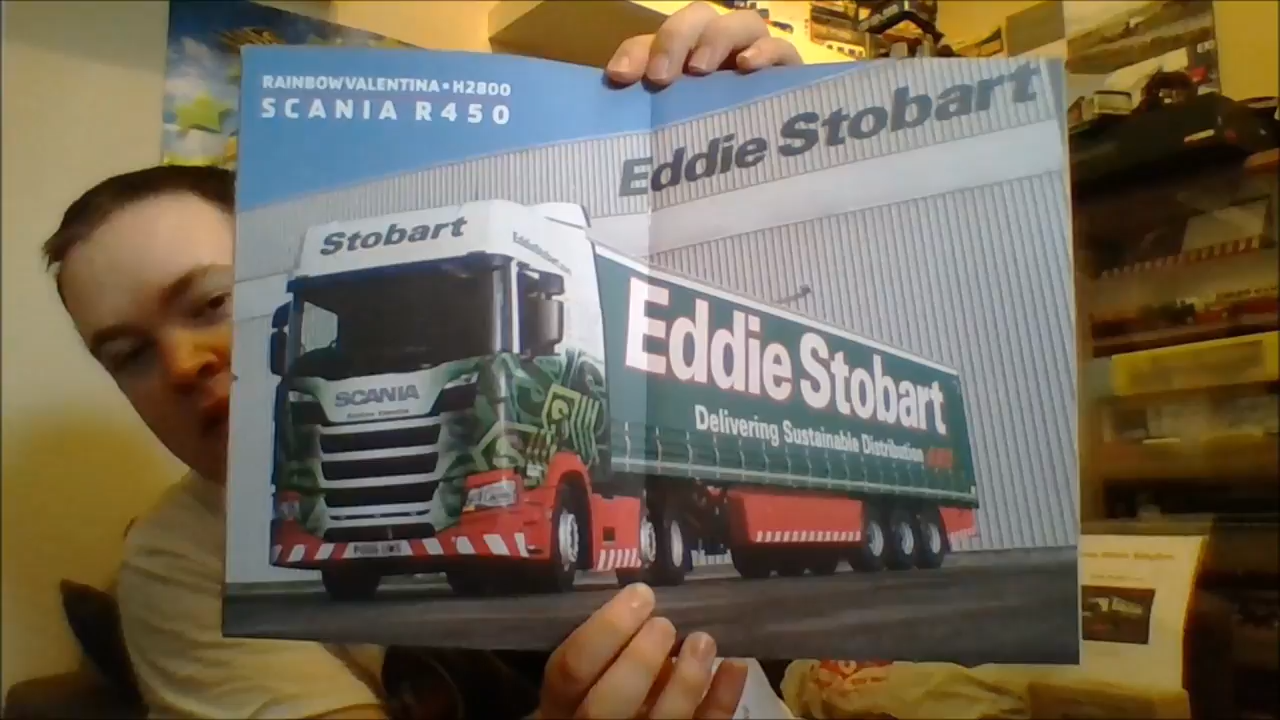 RAINBOW VALENTINA • H2800
SCANIA R450
Eddie Stobart
Stobart
SCANIA
Eddie Stobart
Delivering Sustainable Distribution